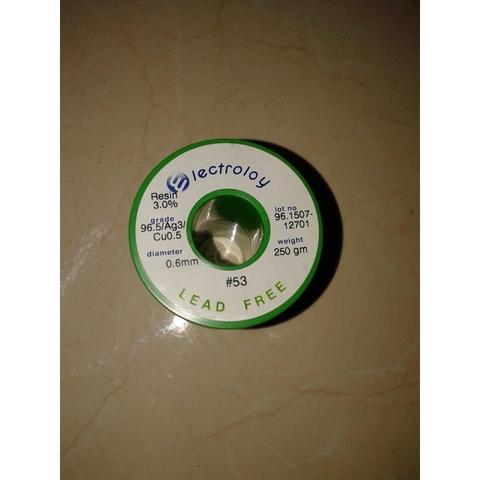 electroloy
Resin
3.0%
grade
96.5/Ag3/
Cu0.5
diameter
0.6mm
lot no
96.1507-
12701
weight
250 gm
#53
LEAD FREE